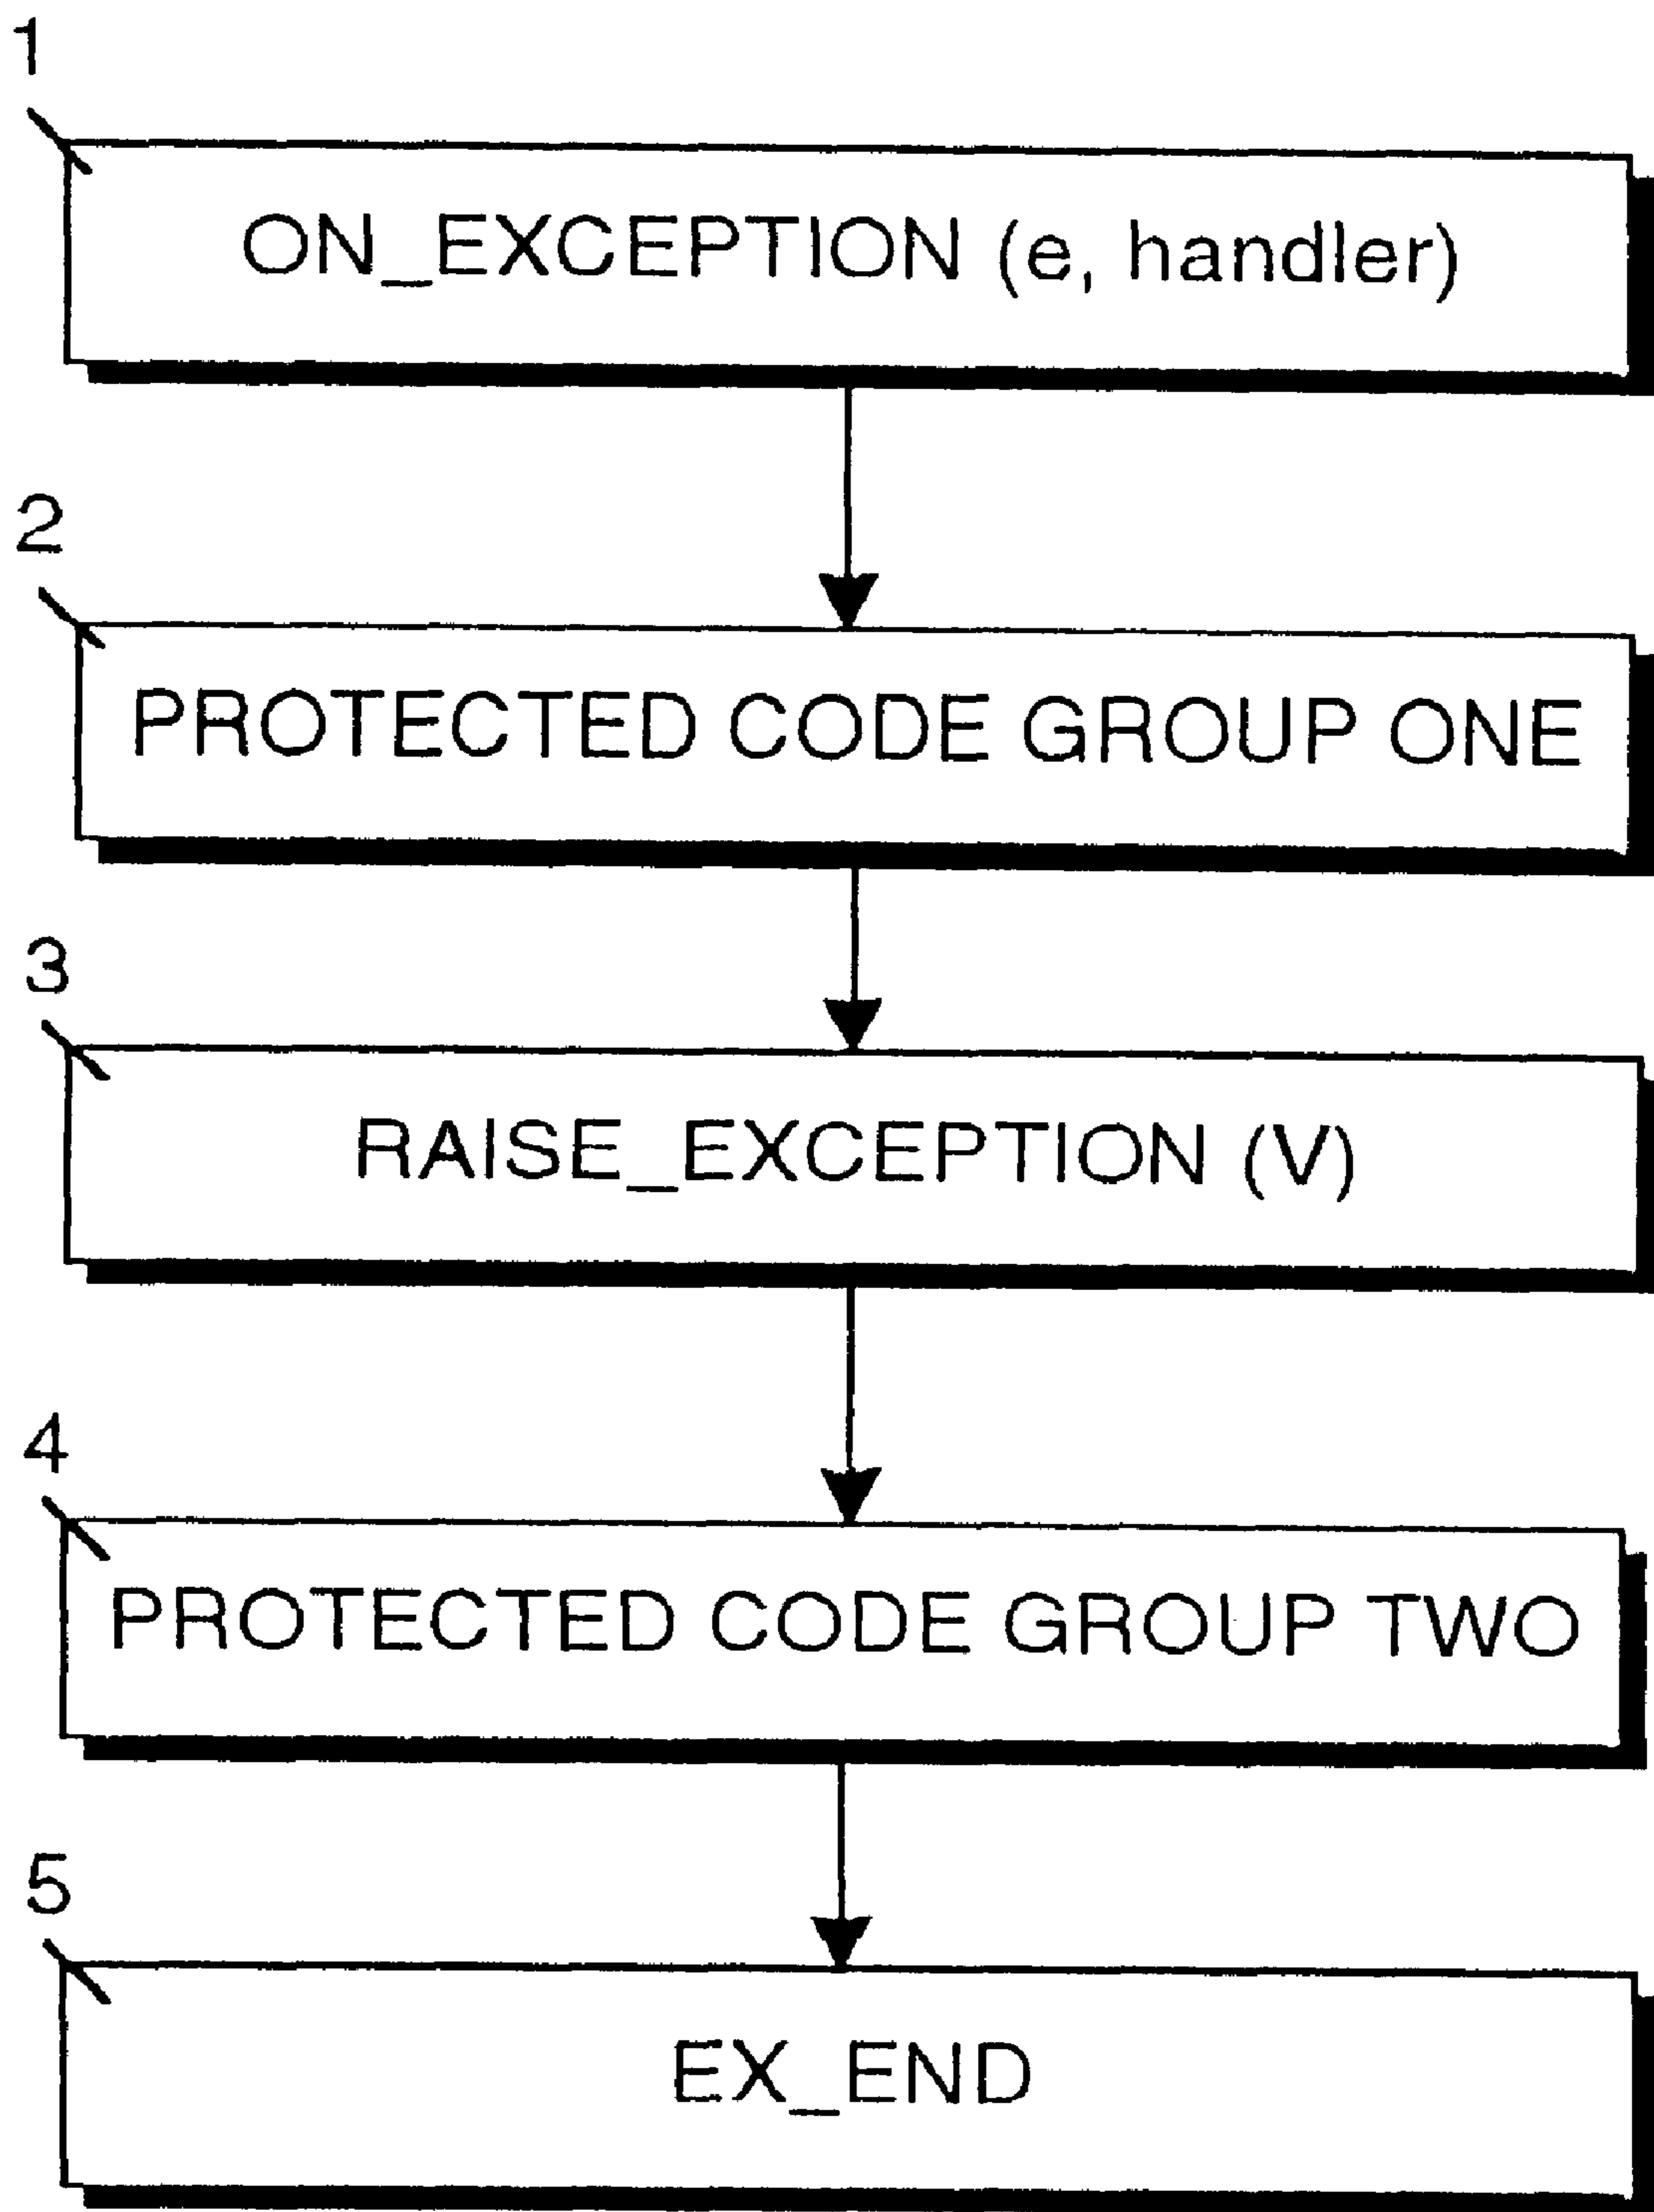 1
ON_EXCEPTION (e, handler)
2
PROTECTED CODE GROUP ONE
3
RAISE_EXCEPTION (V)
4
PROTECTED CODE GROUP TWO
5
EX_END